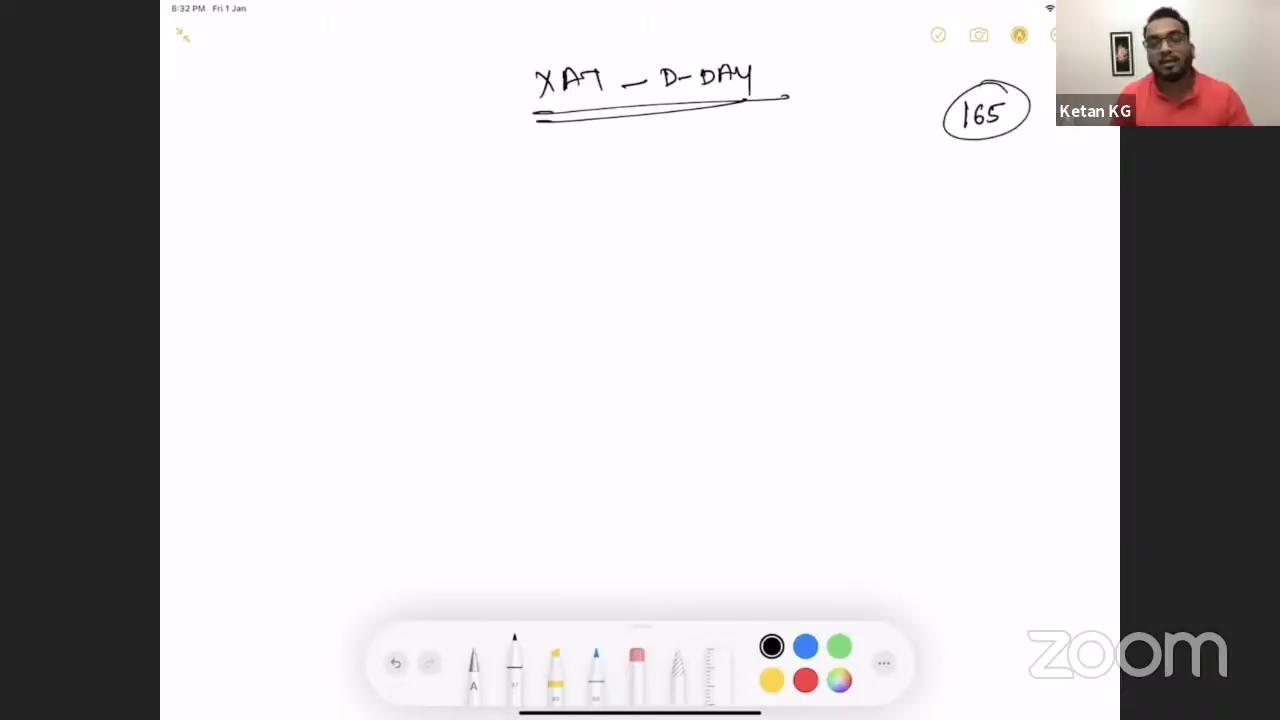 6:32 PM Fri 1 Jan
XAT - D-DAY
165
Ketan KG
A
zoom